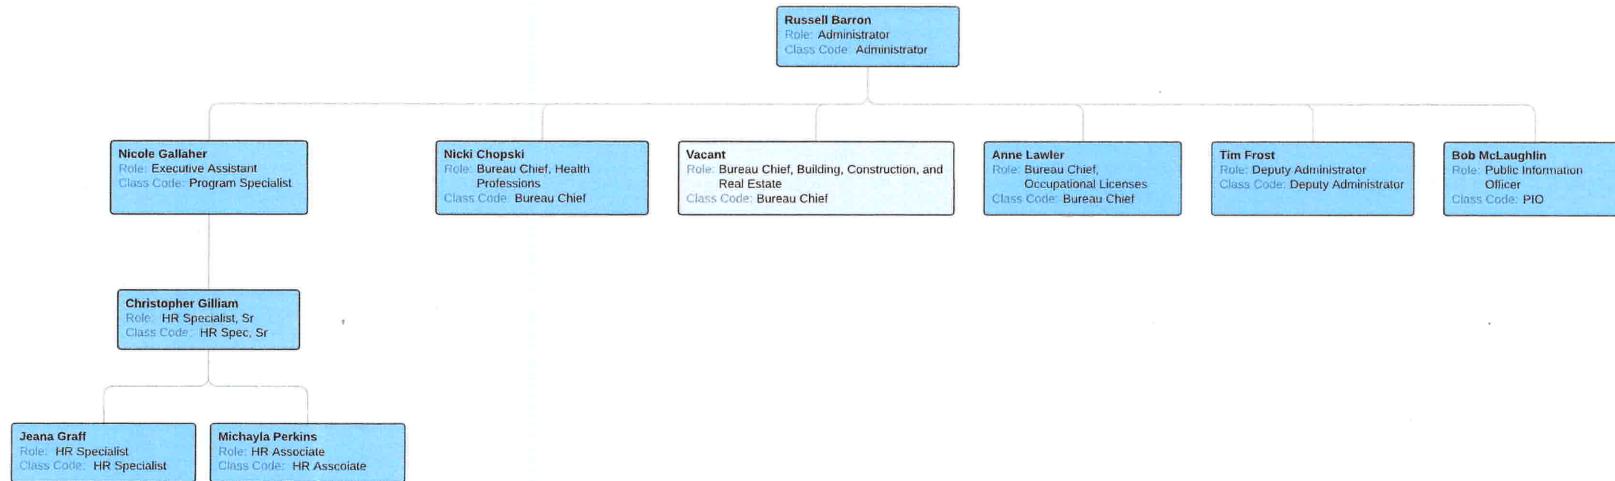 Russell Barron
Role: Administrator
Class Code: Administrator
Nicole Gallaher
Role: Executive Assistant
Class Code: Program Specialist
Nicki Chopski
Role: Bureau Chief, Health
Professions
Class Code: Bureau Chief
Vacant
Role: Bureau Chief, Building, Construction, and
Real Estate
Class Code: Bureau Chief
Anne Lawler
Role: Bureau Chief,
Occupational Licenses
Class Code: Bureau Chief
Tim Frost
Role: Deputy Administrator
Class Code: Deputy Administrator
Bob McLaughlin
Role: Public Information
Officer
Class Code: PIO
Christopher Gilliam
Role: HR Specialist, Sr
Class Code: HR Spec, Sr
Jeana Graff
Role: HR Specialist
Class Code: HR Specialist
Michayla Perkins
Role: HR Associate
Class Code: HR Asscoiate